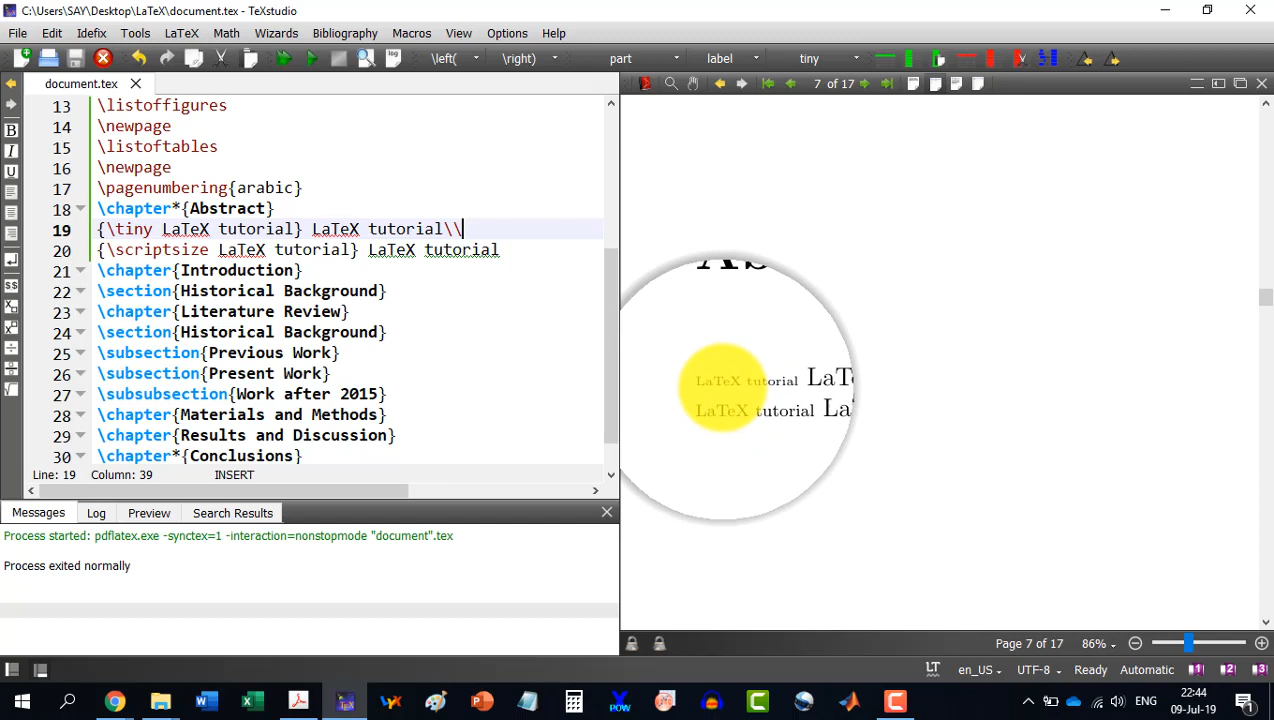 C:\Users\SAY\Desktop\LaTeX\document.tex - TeXstudio
File Edit Idefix Tools LaTeX Math Wizards Bibliography Macros View Options Help
\left( \right) part label tiny
document.tex
7 of 17
13 \listoffigures
14 \newpage
15 \listoftables
16 \newpage
17 \pagenumbering{arabic}
18 \chapter*{Abstract}
19 {\tiny LaTeX tutorial} LaTeX tutorial\\
20 {\scriptsize LaTeX tutorial} LaTeX tutorial
21 \chapter{Introduction}
22 \section{Historical Background}
23 \chapter{Literature Review}
24 \section{Historical Background}
25 \subsection{Previous Work}
26 \subsection{Present Work}
27 \subsubsection{Work after 2015}
28 \chapter{Materials and Methods}
29 \chapter{Results and Discussion}
30 \chapter*{Conclusions}
LaTeX tutorial LaTe
LaTeX tutorial La
Line: 19 Column: 39 INSERT
Messages Log Preview Search Results
Process started: pdflatex.exe -synctex=1 -interaction=nonstopmode "document".tex
Process exited normally
Page 7 of 17 86%
LT en_US UTF-8 Ready Automatic 1 2 3
POW ENG 22:44
09-Jul-19 1